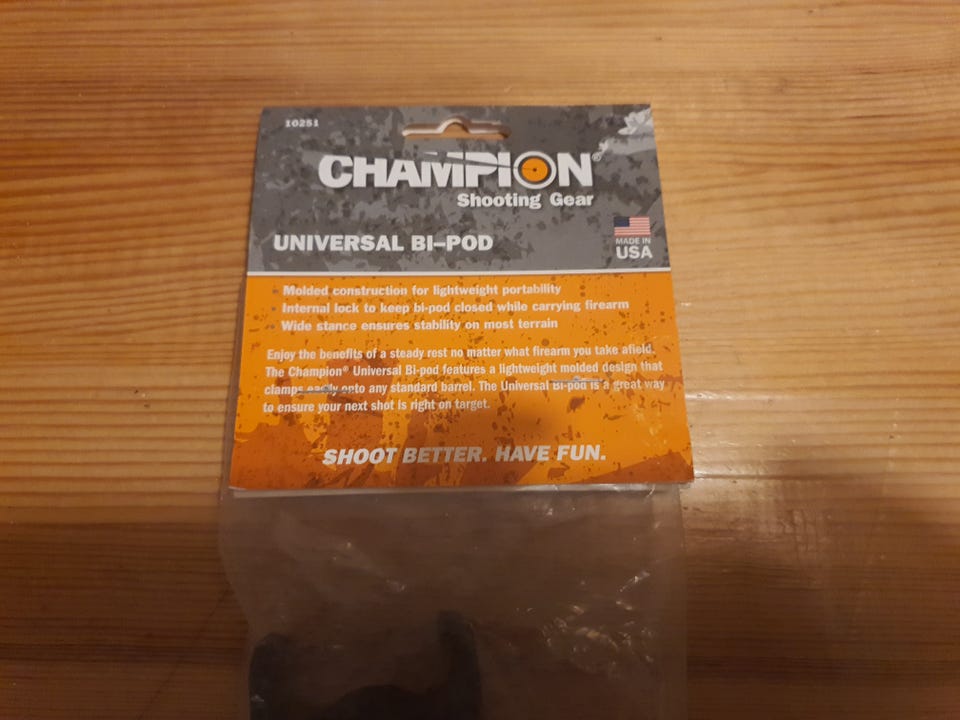 10251
CHAMPION®
Shooting Gear
UNIVERSAL BI-POD
MADE IN
USA
• Molded construction for lightweight portability
• Internal lock to keep bi-pod closed while carrying firearm
• Wide stance ensures stability on most terrain
Enjoy the benefits of a steady rest no matter what firearm you take afield.
The Champion® Universal Bi-pod features a lightweight molded design that
clamps easily onto any standard barrel. The Universal Bi-pod is a great way
to ensure your next shot is right on target.
SHOOT BETTER. HAVE FUN.